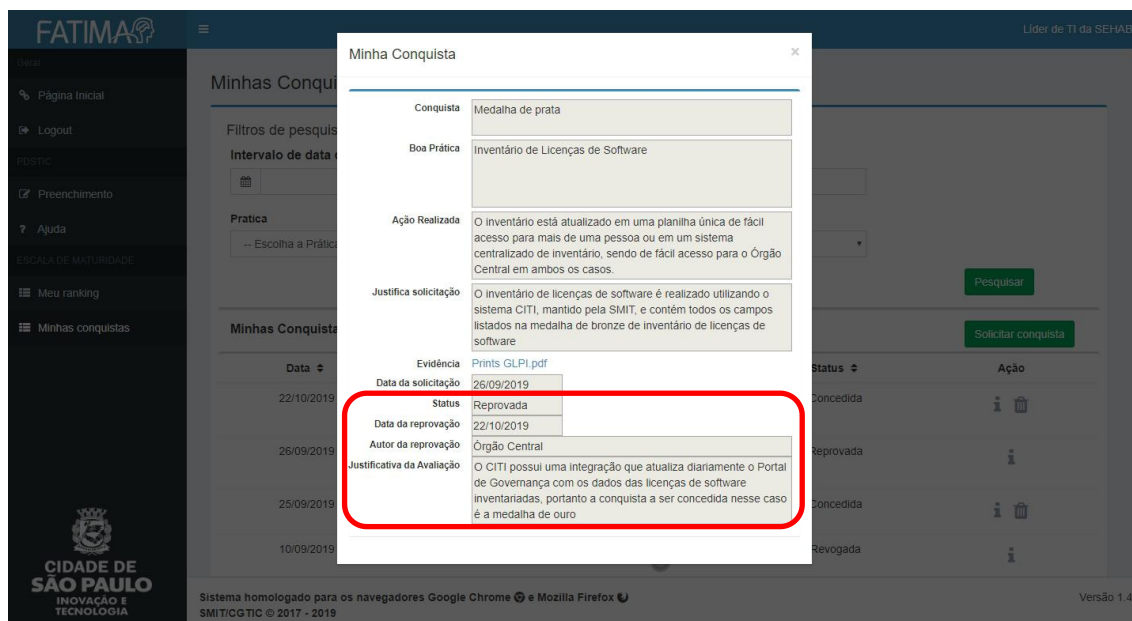 FATIMA
Líder de TI da SEHAB
Geral
Página Inicial
Logout
PDSTIC
Preenchimento
Ajuda
ESCALA DE MATURIDADE
Meu ranking
Minhas conquistas
CIDADE DE
SÃO PAULO
INOVAÇÃO E
TECNOLOGIA
Minhas Conqui
Filtros de pesquis
Intervalo de data
Pratica
-- Escolha a Prátic
Pesquisar
Minhas Conquista
Solicitar conquista
Data Status Ação
22/10/2019 Concedida
26/09/2019 Reprovada
25/09/2019 Concedida
10/09/2019 Revogada
Minha Conquista ×
Conquista Medalha de prata
Boa Prática Inventário de Licenças de Software
Ação Realizada O inventário está atualizado em uma planilha única de fácil
acesso para mais de uma pessoa ou em um sistema
centralizado de inventário, sendo de fácil acesso para o Órgão
Central em ambos os casos.
Justifica solicitação O inventário de licenças de software é realizado utilizando o
sistema CITI, mantido pela SMIT, e contém todos os campos
listados na medalha de bronze de inventário de licenças de
software
Evidência Prints GLPI.pdf
Data da solicitação 26/09/2019
Status Reprovada
Data da reprovação 22/10/2019
Autor da reprovação Órgão Central
Justificativa da Avaliação O CITI possui uma integração que atualiza diariamente o Portal
de Governança com os dados das licenças de software
inventariadas, portanto a conquista a ser concedida nesse caso
é a medalha de ouro
Sistema homologado para os navegadores Google Chrome e Mozilla Firefox
SMIT/CGTIC © 2017 - 2019
Versão 1.4